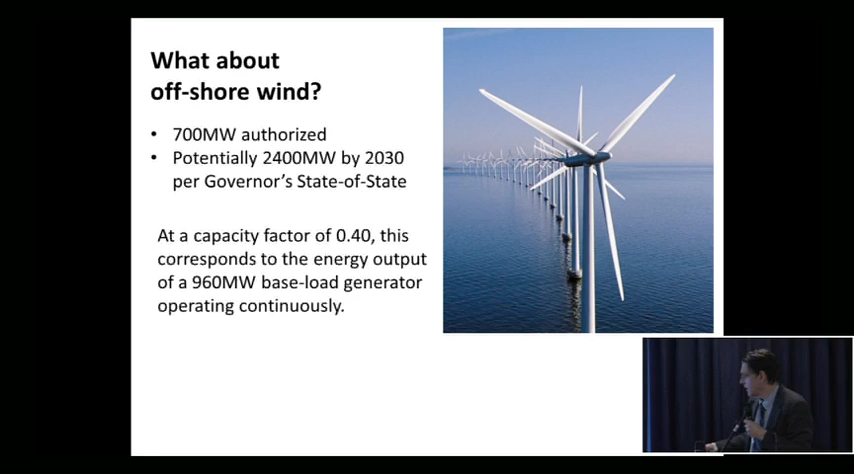 What about
off-shore wind?
• 700MW authorized
• Potentially 2400MW by 2030
per Governor's State-of-State
At a capacity factor of 0.40, this
corresponds to the energy output
of a 960MW base-load generator
operating continuously.